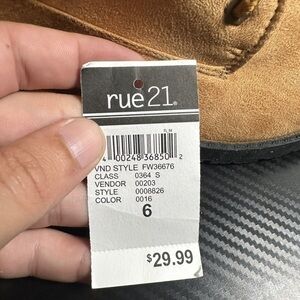 rue21®
FL M
4 00248 36850 2
VND STYLE FW36676
CLASS 0364 S
VENDOR 00203
STYLE 0008826
COLOR 0016
6
$29.99